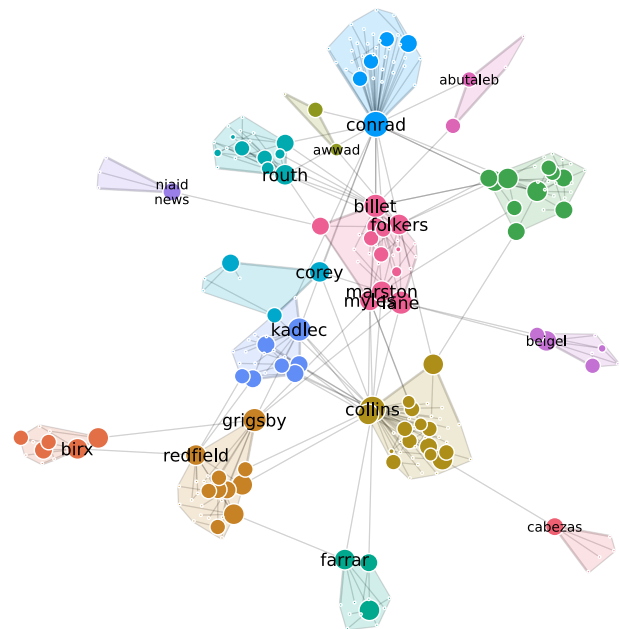 abutaleb
conrad
awwad
routh
niaid
news
billet
folkers
corey
marston
myles
lane
kadlec
beigel
collins
grigsby
birx
redfield
cabezas
farrar